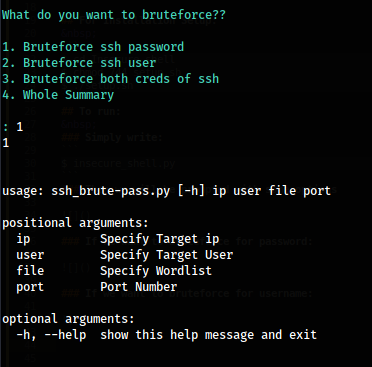 What do you want to bruteforce??
1. Bruteforce ssh password
2. Bruteforce ssh user
3. Bruteforce both creds of ssh
4. Whole Summary
: 1
1
usage: ssh_brute-pass.py [-h] ip user file port
positional arguments:
ip Specify Target ip
user Specify Target User
file Specify Wordlist
port Port Number
optional arguments:
-h, --help show this help message and exit